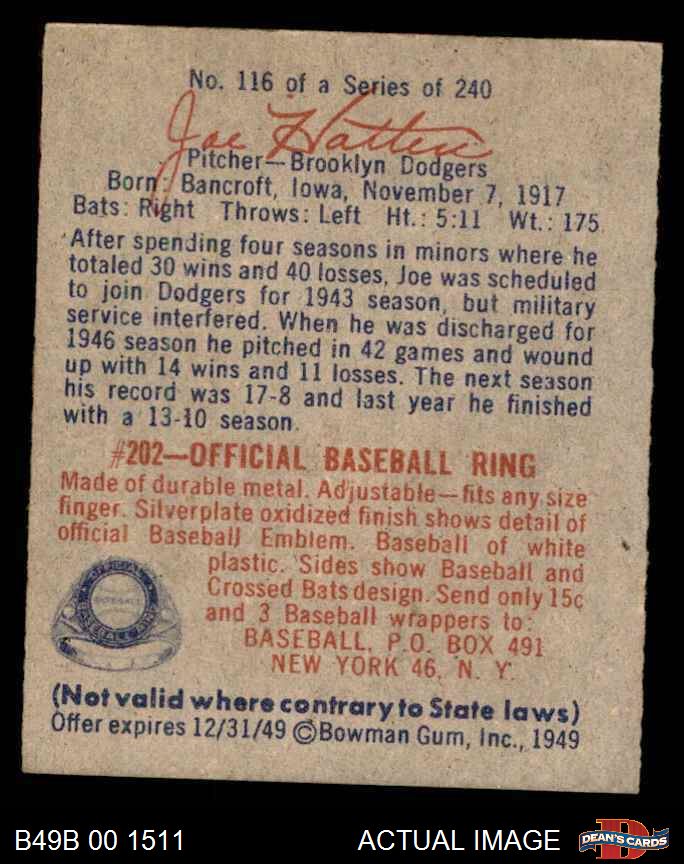 No. 116 of a Series of 240
Joe Hatten
Pitcher—Brooklyn Dodgers
Born: Bancroft, Iowa, November 7, 1917
Bats: Right Throws: Left Ht.: 5:11 Wt.: 175
After spending four seasons in minors where he
totaled 30 wins and 40 losses, Joe was scheduled
to join Dodgers for 1943 season, but military
service interfered. When he was discharged for
1946 season he pitched in 42 games and wound
up with 14 wins and 11 losses. The next season
his record was 17-8 and last year he finished
with a 13-10 season.
#202—OFFICIAL BASEBALL RING
Made of durable metal. Adjustable—fits any size
finger. Silverplate oxidized finish shows detail of
official Baseball Emblem. Baseball of white
plastic. Sides show Baseball and
Crossed Bats design. Send only 15c
and 3 Baseball wrappers to:
BASEBALL, P.O. BOX 491
NEW YORK 46, N. Y.
OFFICIAL
BASEBALL
BASEBALL RING
(Not valid where contrary to State laws)
Offer expires 12/31/49 ©Bowman Gum, Inc., 1949
B49B 00 1511
ACTUAL IMAGE
DEAN'S CARDS